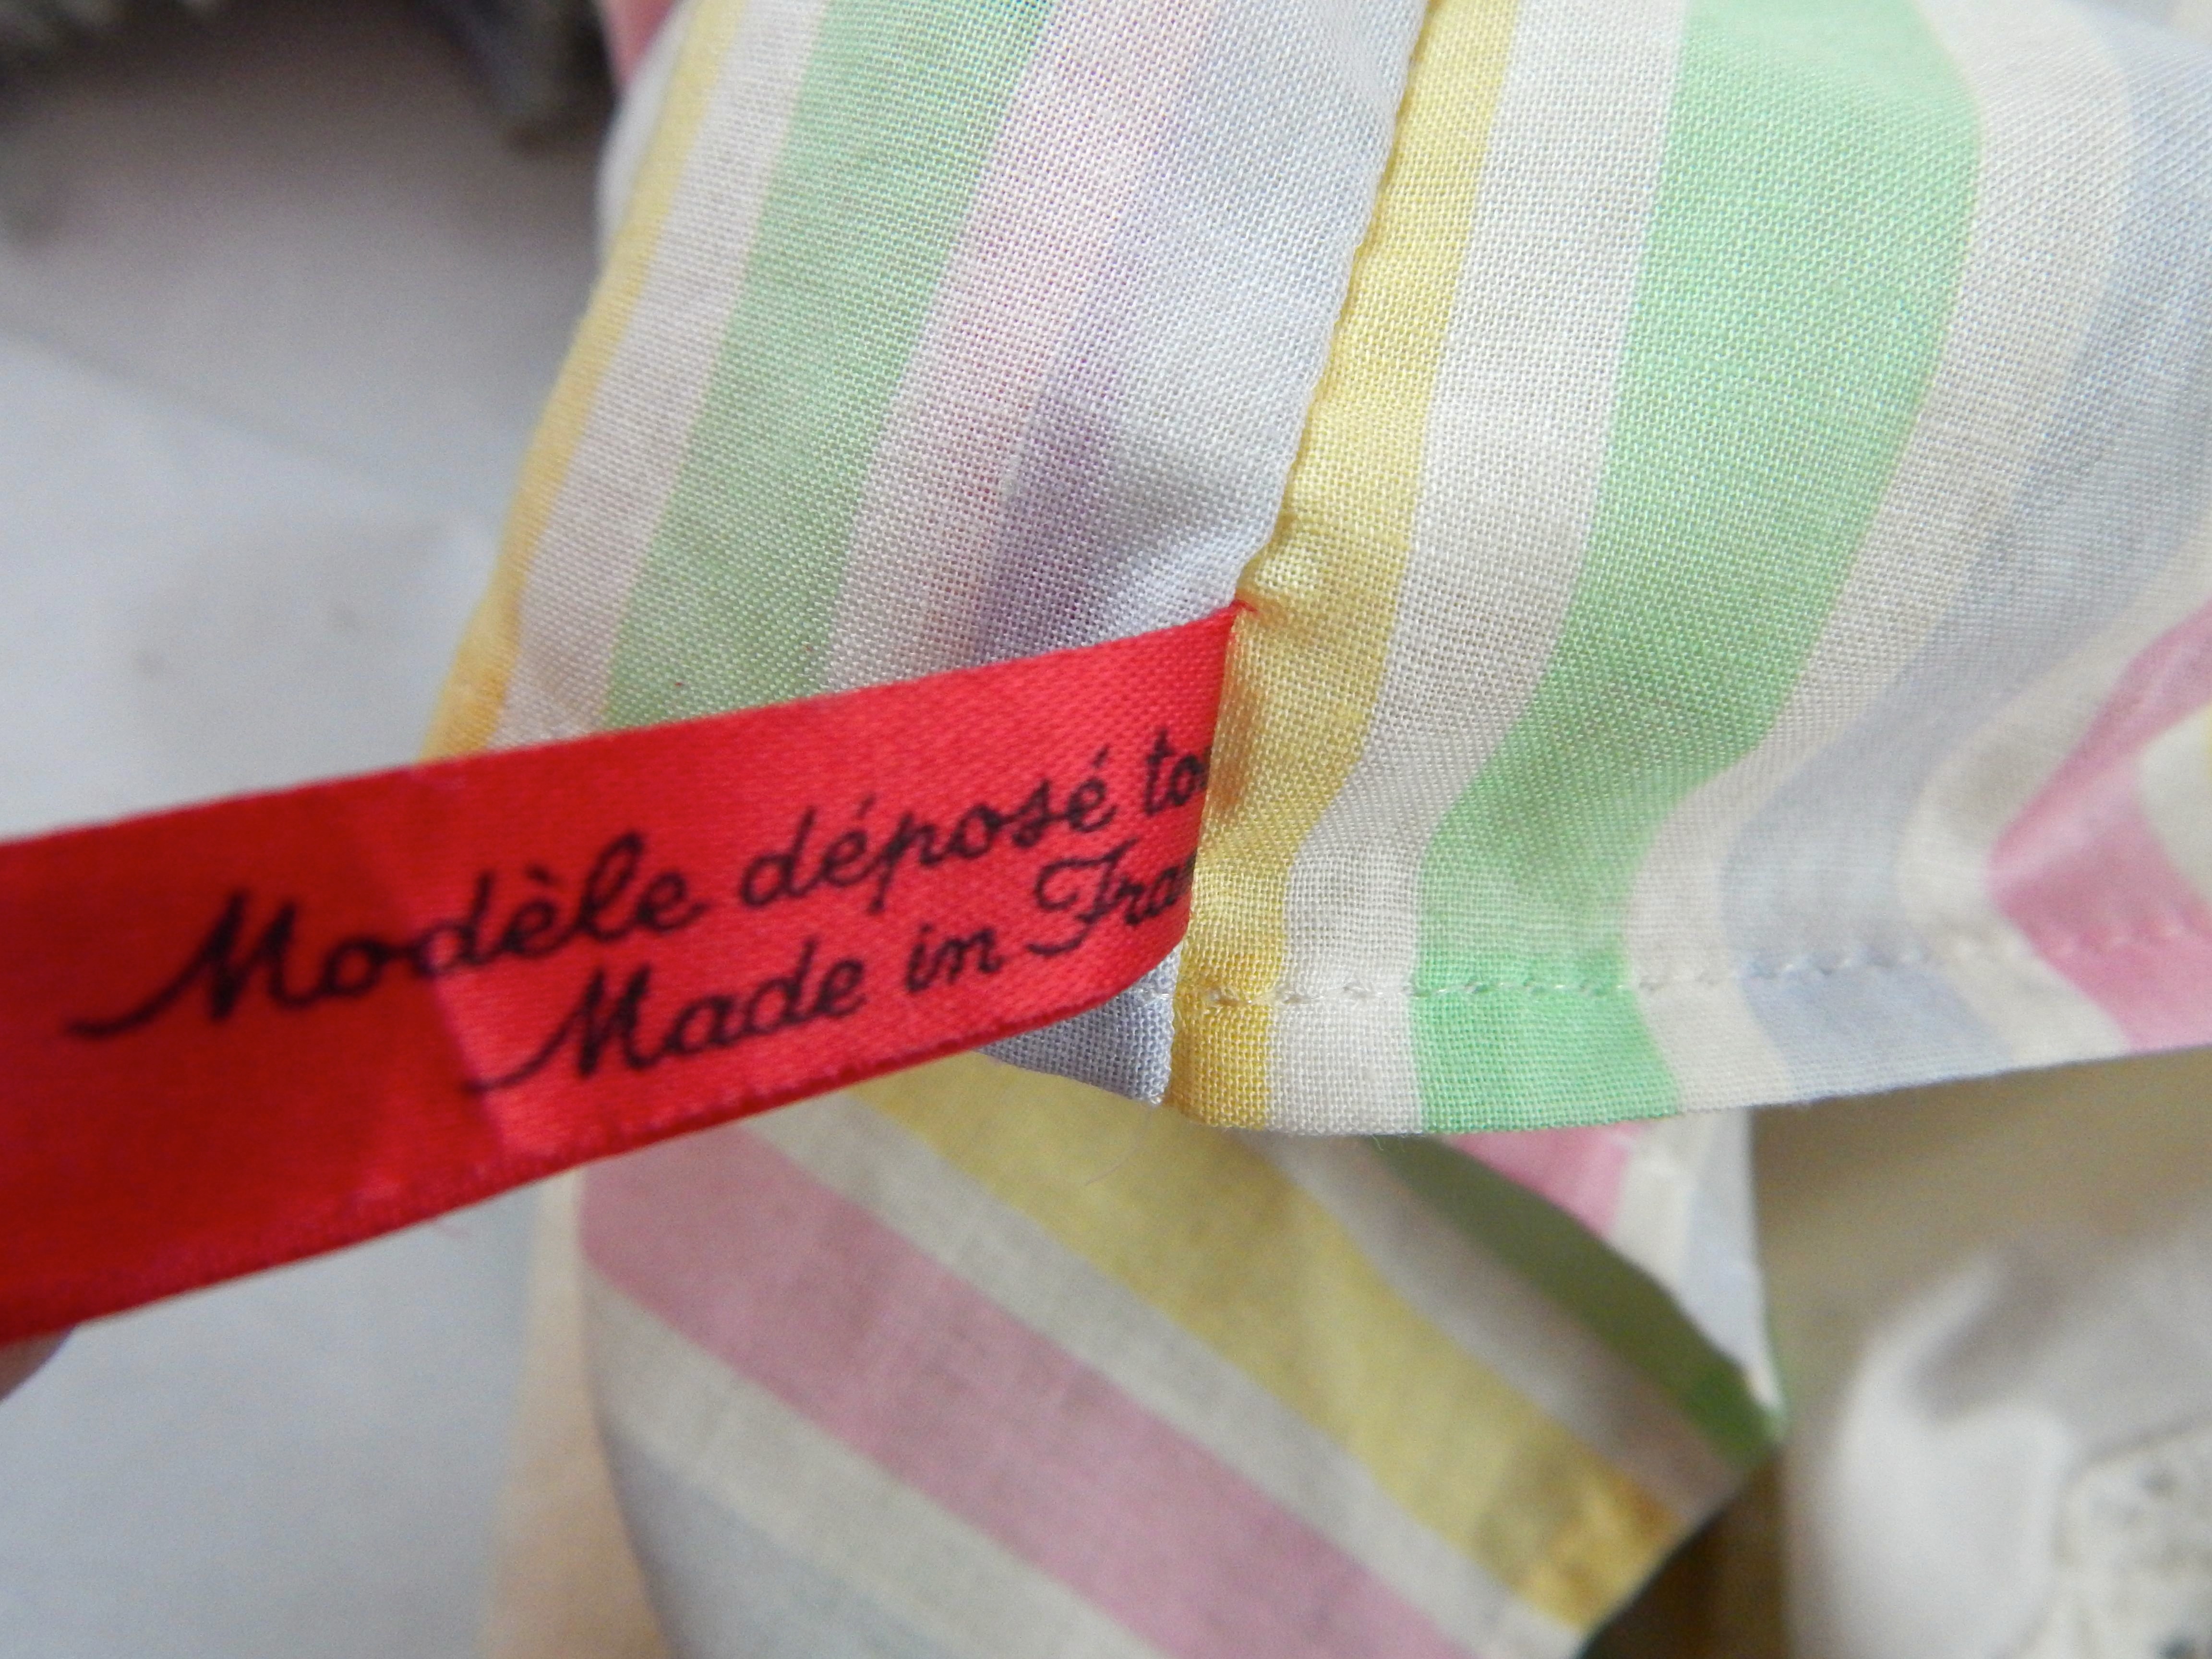 Modèle déposé
Made in